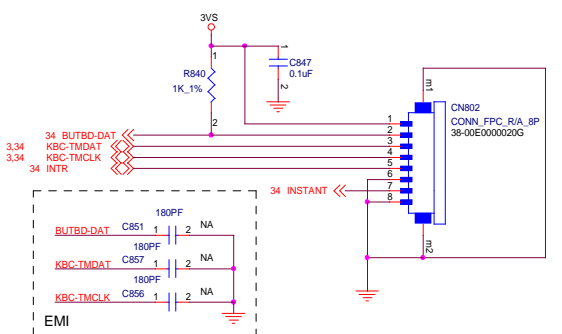 3VS
1
1
R840
1K_1%
2
C847
0.1uF
2
m1
CN802
CONN_FPC_R/A_8P
38-00E0000020G
1
2
3
4
5
6
7
8
m2
34 BUTBD-DAT
3,34 KBC-TMDAT
3,34 KBC-TMCLK
34 INTR
34 INSTANT
180PF
BUTBD-DAT C851 1 2 NA
180PF
KBC-TMDAT C857 1 2 NA
180PF
KBC-TMCLK C856 1 2 NA
EMI